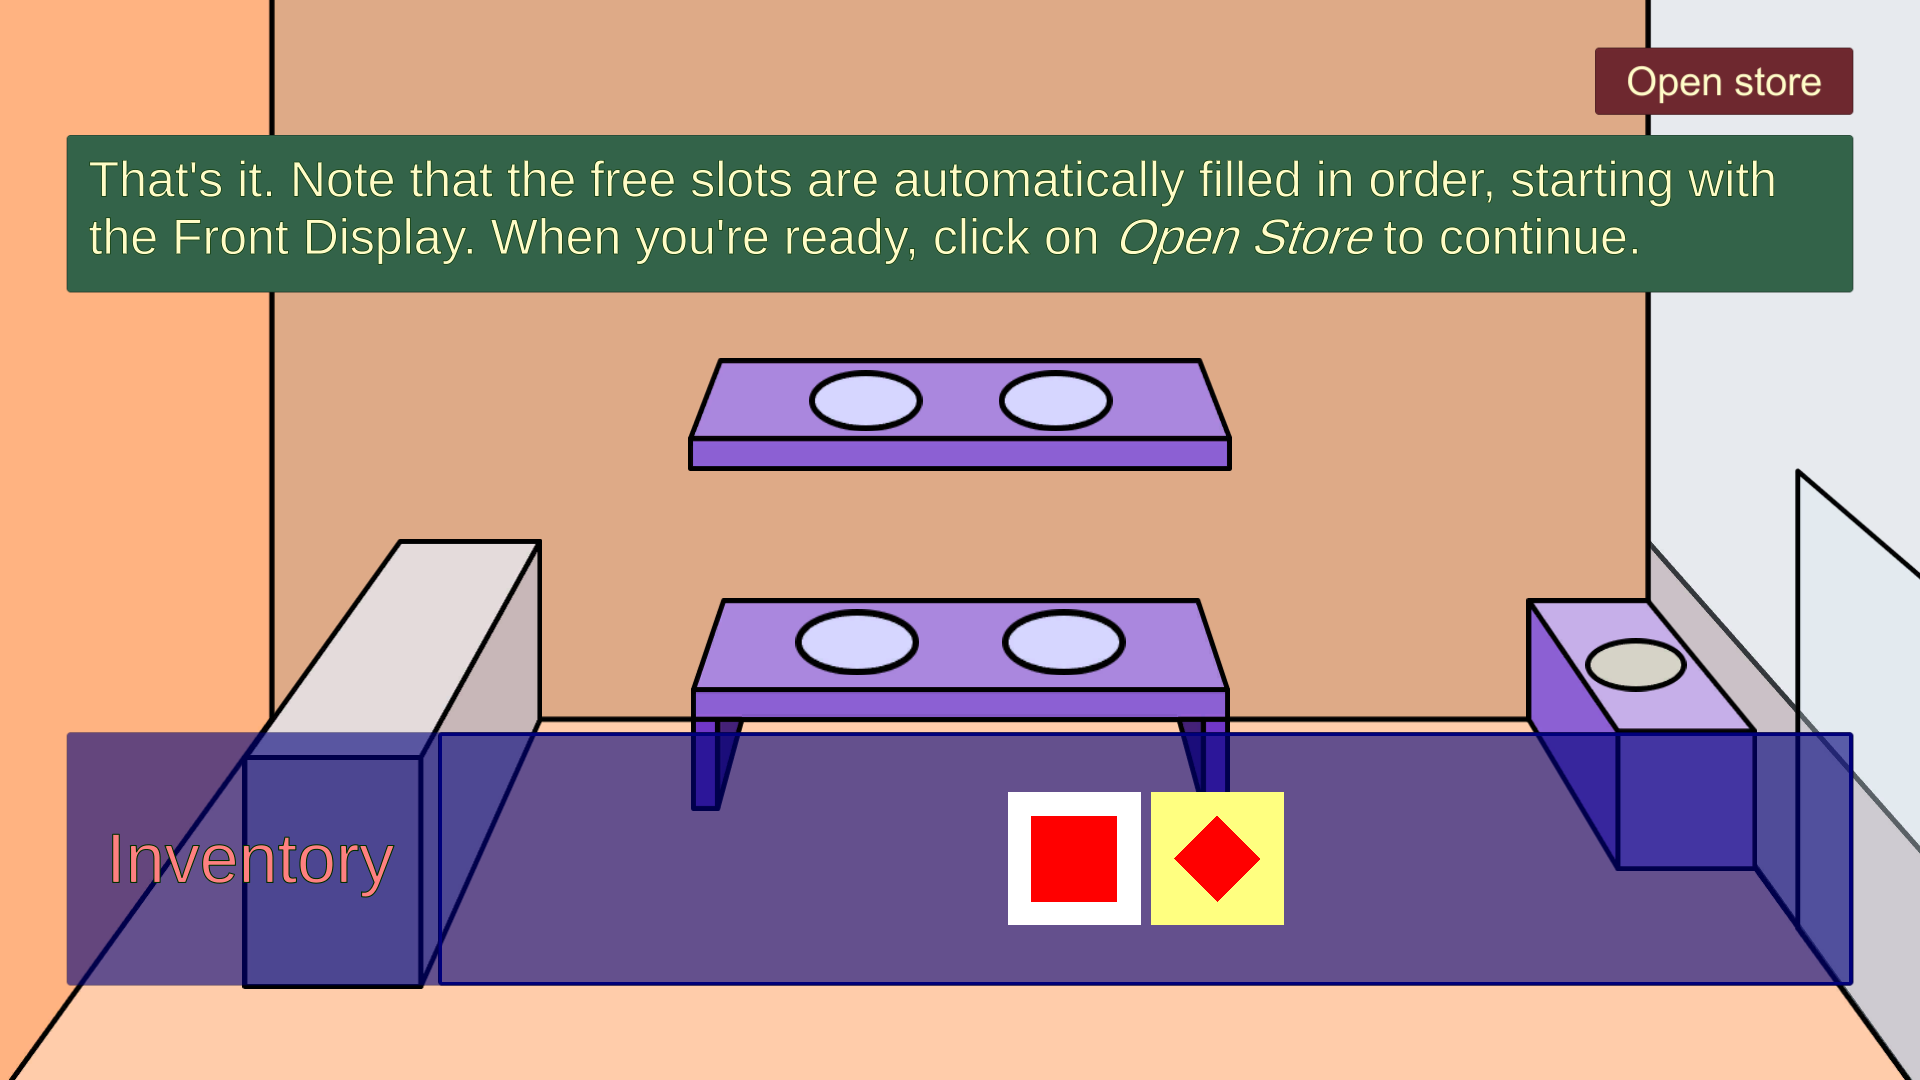 Open store
That's it. Note that the free slots are automatically filled in order, starting with
the Front Display. When you're ready, click on Open Store to continue.
Inventory